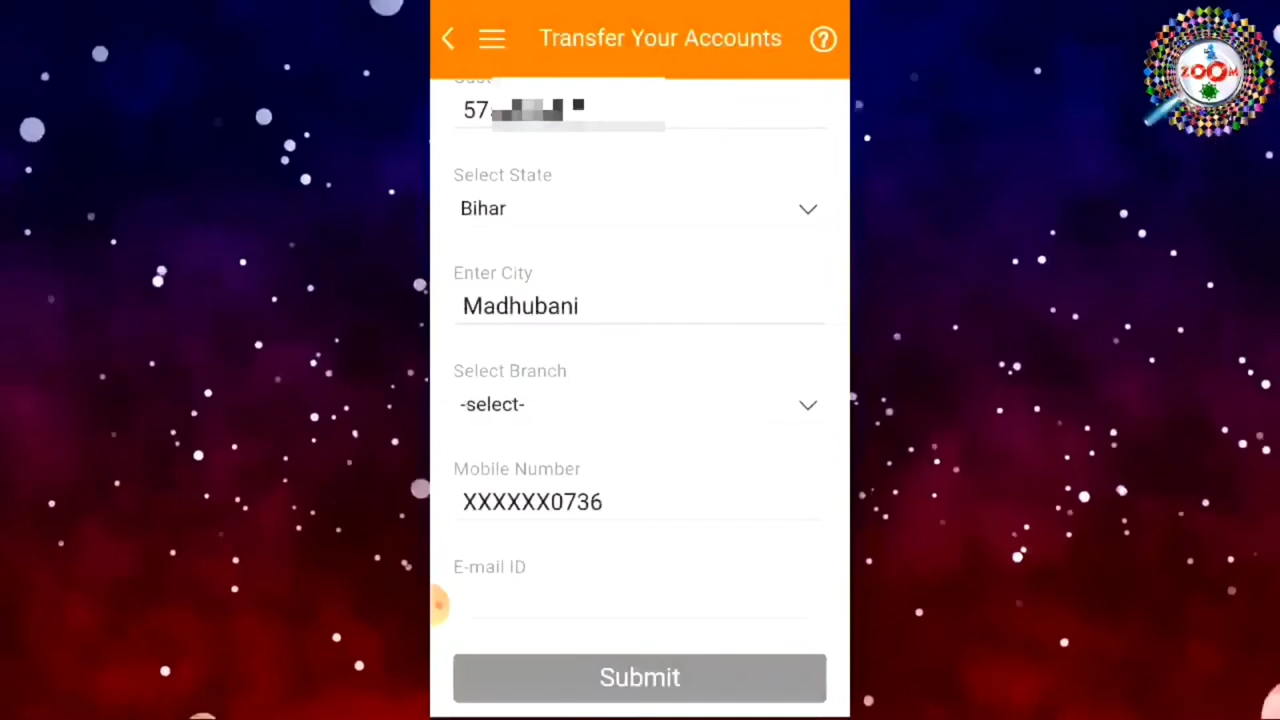 Transfer Your Accounts
ZOOM
57
Select State
Bihar
Enter City
Madhubani
Select Branch
-select-
Mobile Number
XXXXXX0736
E-mail ID
Submit